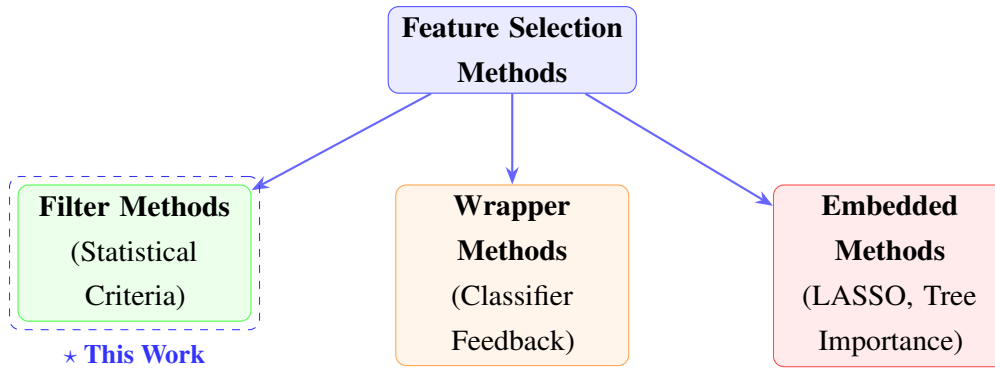 Feature Selection
Methods
Filter Methods
(Statistical
Criteria)
⋆ This Work
Wrapper
Methods
(Classifier
Feedback)
Embedded
Methods
(LASSO, Tree
Importance)